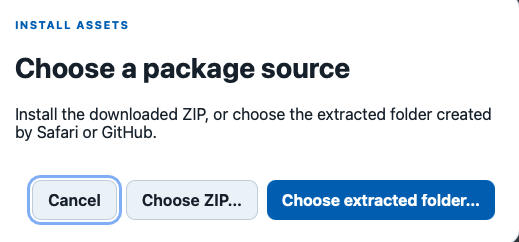 INSTALL ASSETS
Choose a package source
Install the downloaded ZIP, or choose the extracted folder created
by Safari or GitHub.
Cancel
Choose ZIP...
Choose extracted folder...